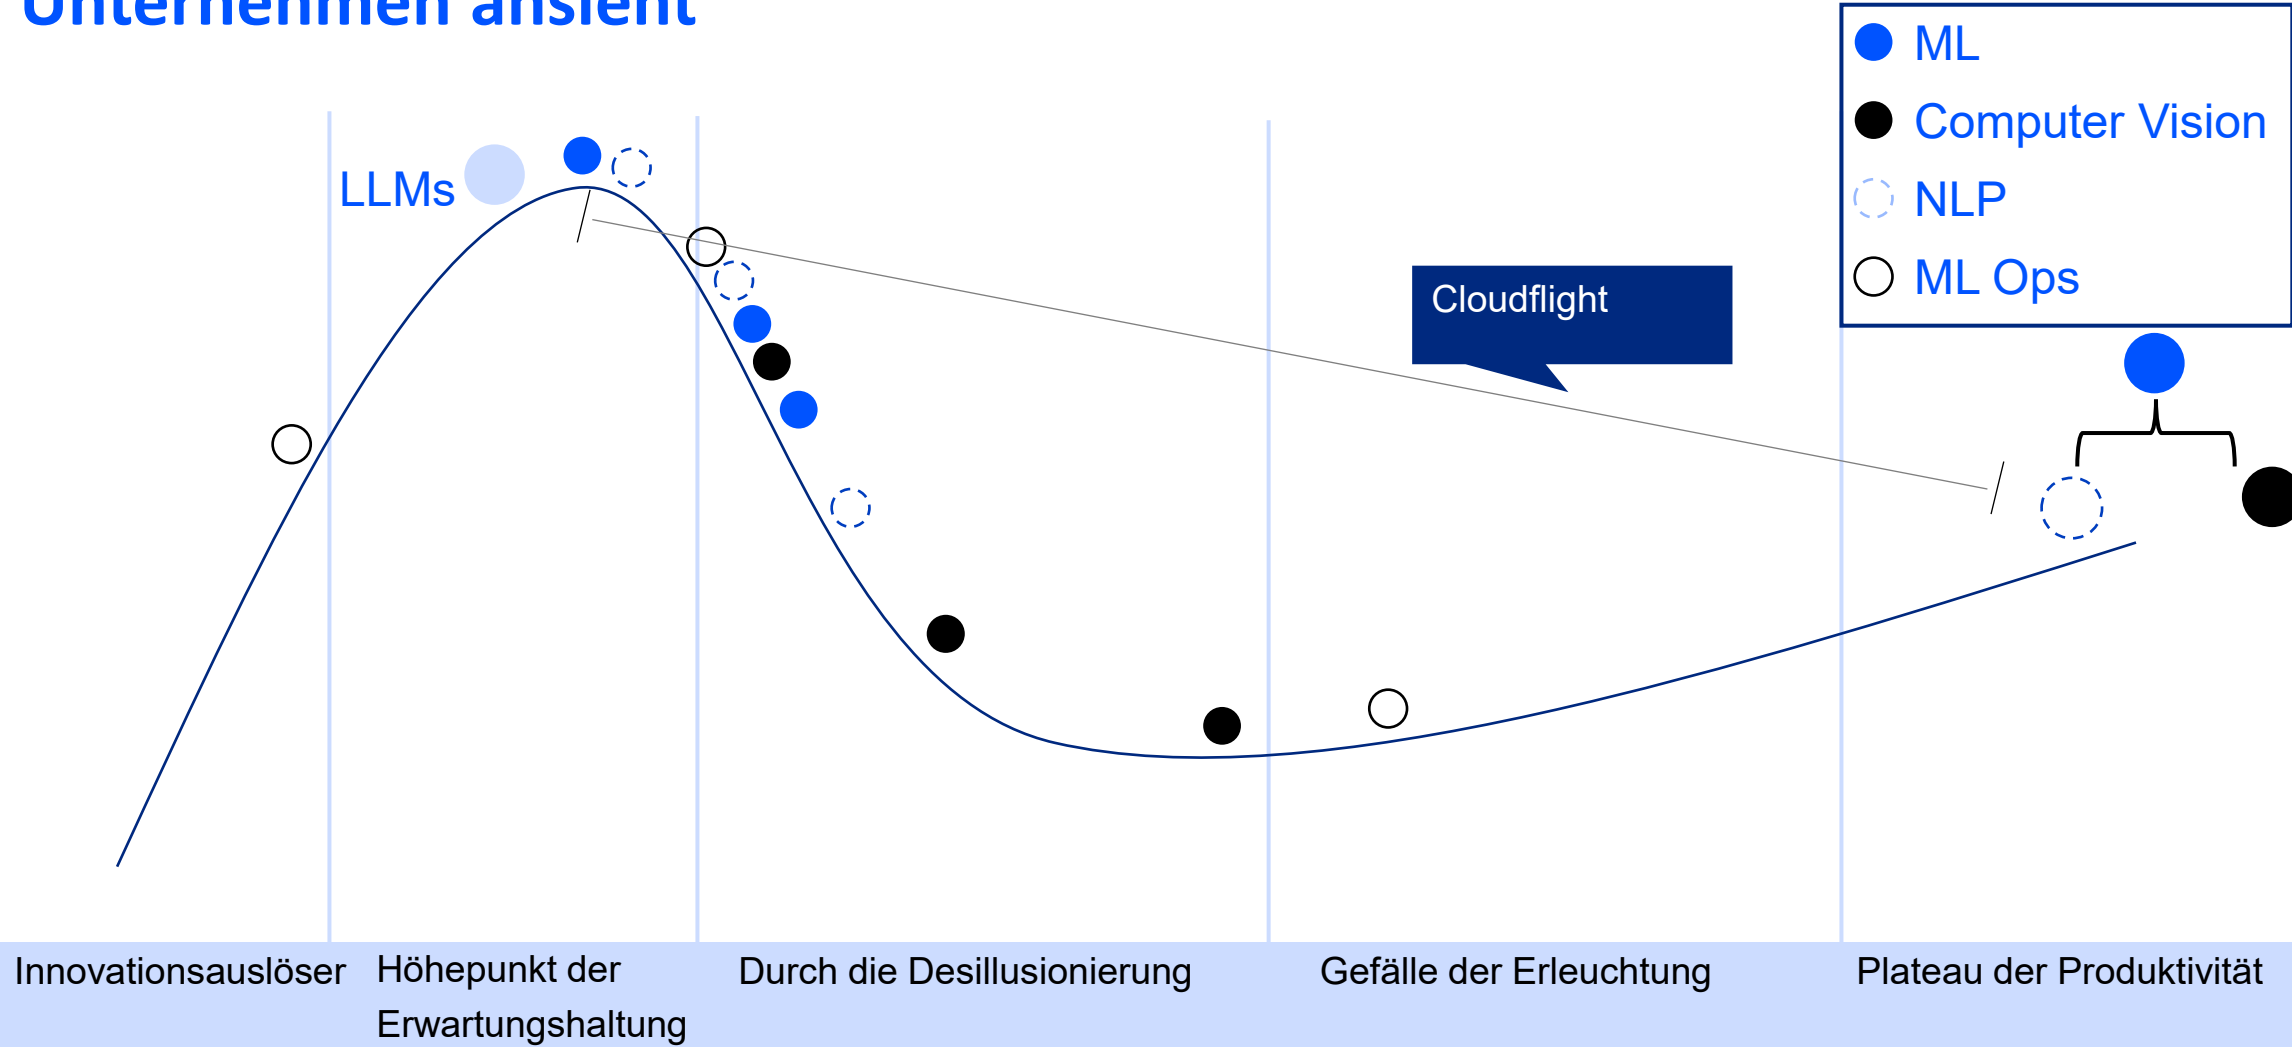 Unternehmen ansieht
ML
Computer Vision
NLP
ML Ops
LLMs
Cloudflight
Innovationsauslöser
Höhepunkt der
Erwartungshaltung
Durch die Desillusionierung
Gefälle der Erleuchtung
Plateau der Produktivität